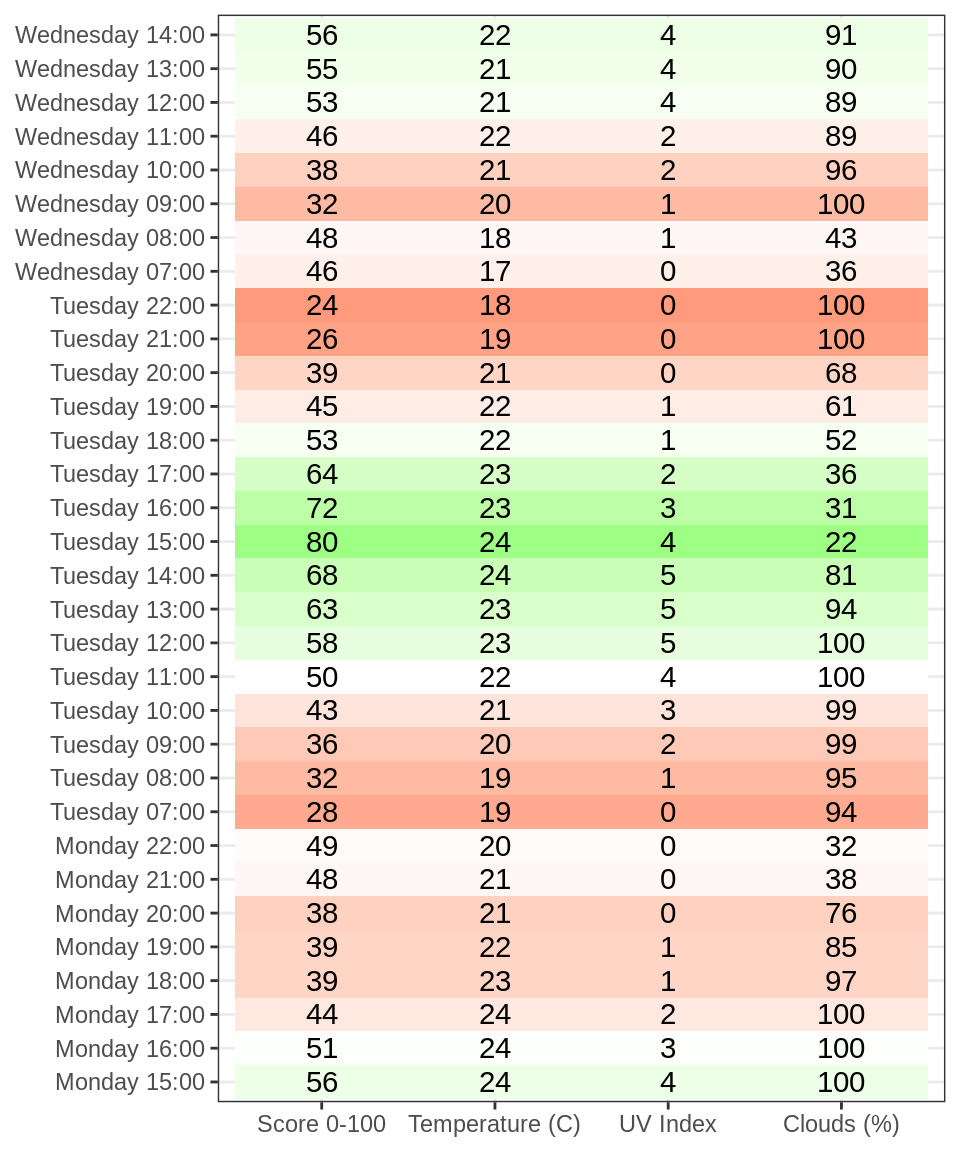 Wednesday 14:00 56 22 4 91
Wednesday 13:00 55 21 4 90
Wednesday 12:00 53 21 4 89
Wednesday 11:00 46 22 2 89
Wednesday 10:00 38 21 2 96
Wednesday 09:00 32 20 1 100
Wednesday 08:00 48 18 1 43
Wednesday 07:00 46 17 0 36
Tuesday 22:00 24 18 0 100
Tuesday 21:00 26 19 0 100
Tuesday 20:00 39 21 0 68
Tuesday 19:00 45 22 1 61
Tuesday 18:00 53 22 1 52
Tuesday 17:00 64 23 2 36
Tuesday 16:00 72 23 3 31
Tuesday 15:00 80 24 4 22
Tuesday 14:00 68 24 5 81
Tuesday 13:00 63 23 5 94
Tuesday 12:00 58 23 5 100
Tuesday 11:00 50 22 4 100
Tuesday 10:00 43 21 3 99
Tuesday 09:00 36 20 2 99
Tuesday 08:00 32 19 1 95
Tuesday 07:00 28 19 0 94
Monday 22:00 49 20 0 32
Monday 21:00 48 21 0 38
Monday 20:00 38 21 0 76
Monday 19:00 39 22 1 85
Monday 18:00 39 23 1 97
Monday 17:00 44 24 2 100
Monday 16:00 51 24 3 100
Monday 15:00 56 24 4 100
Score 0-100 Temperature (C) UV Index Clouds (%)